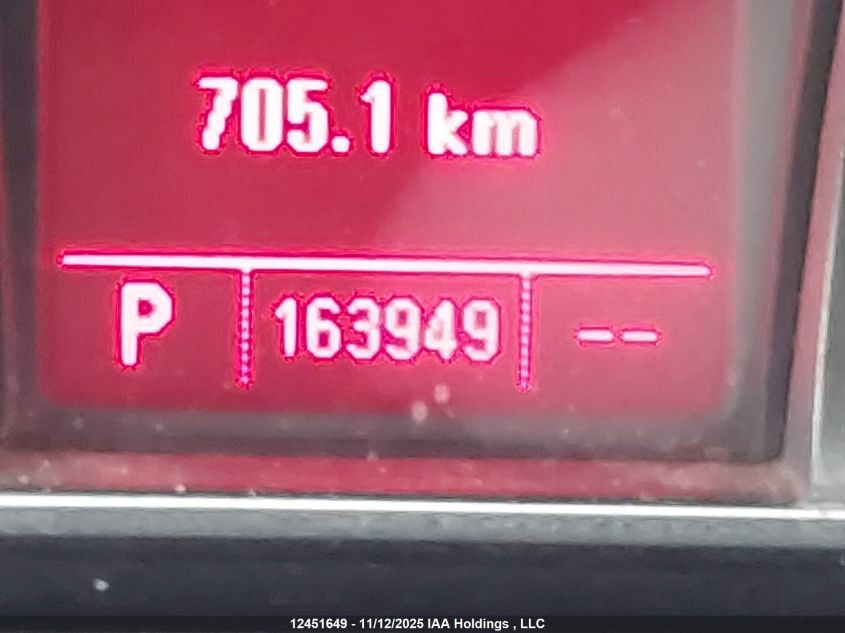 705.1 km
P 163949 --
12451649 - 11/12/2025 IAA Holdings , LLC